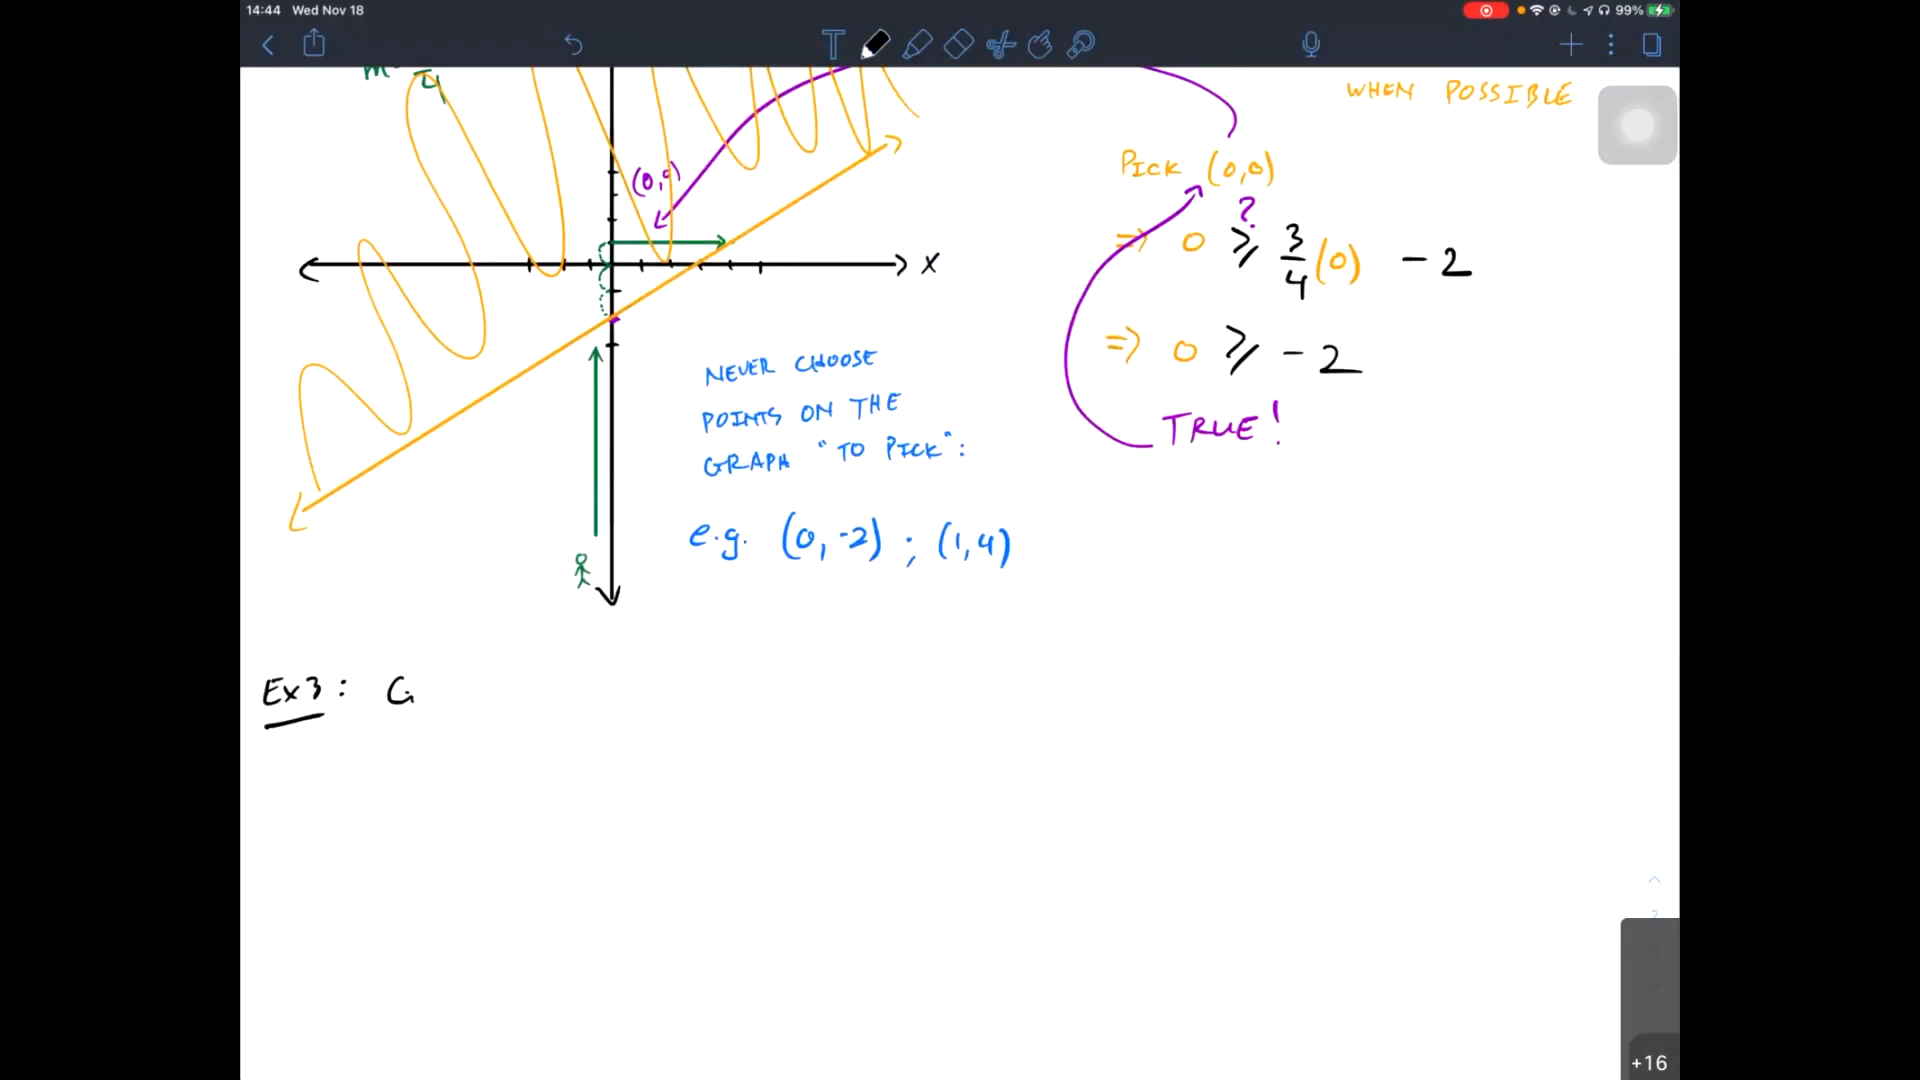 14:44 Wed Nov 18
99%
WHEN POSSIBLE
PICK (0,0)
(0,0)
?
=> 0 ≥ 3/4 (0) - 2
X
=> 0 ≥ - 2
NEVER CHOOSE
POINTS ON THE
GRAPH "TO PICK":
TRUE!
e.g. (0,-2) ; (1,4)
Ex3: G
2
+16